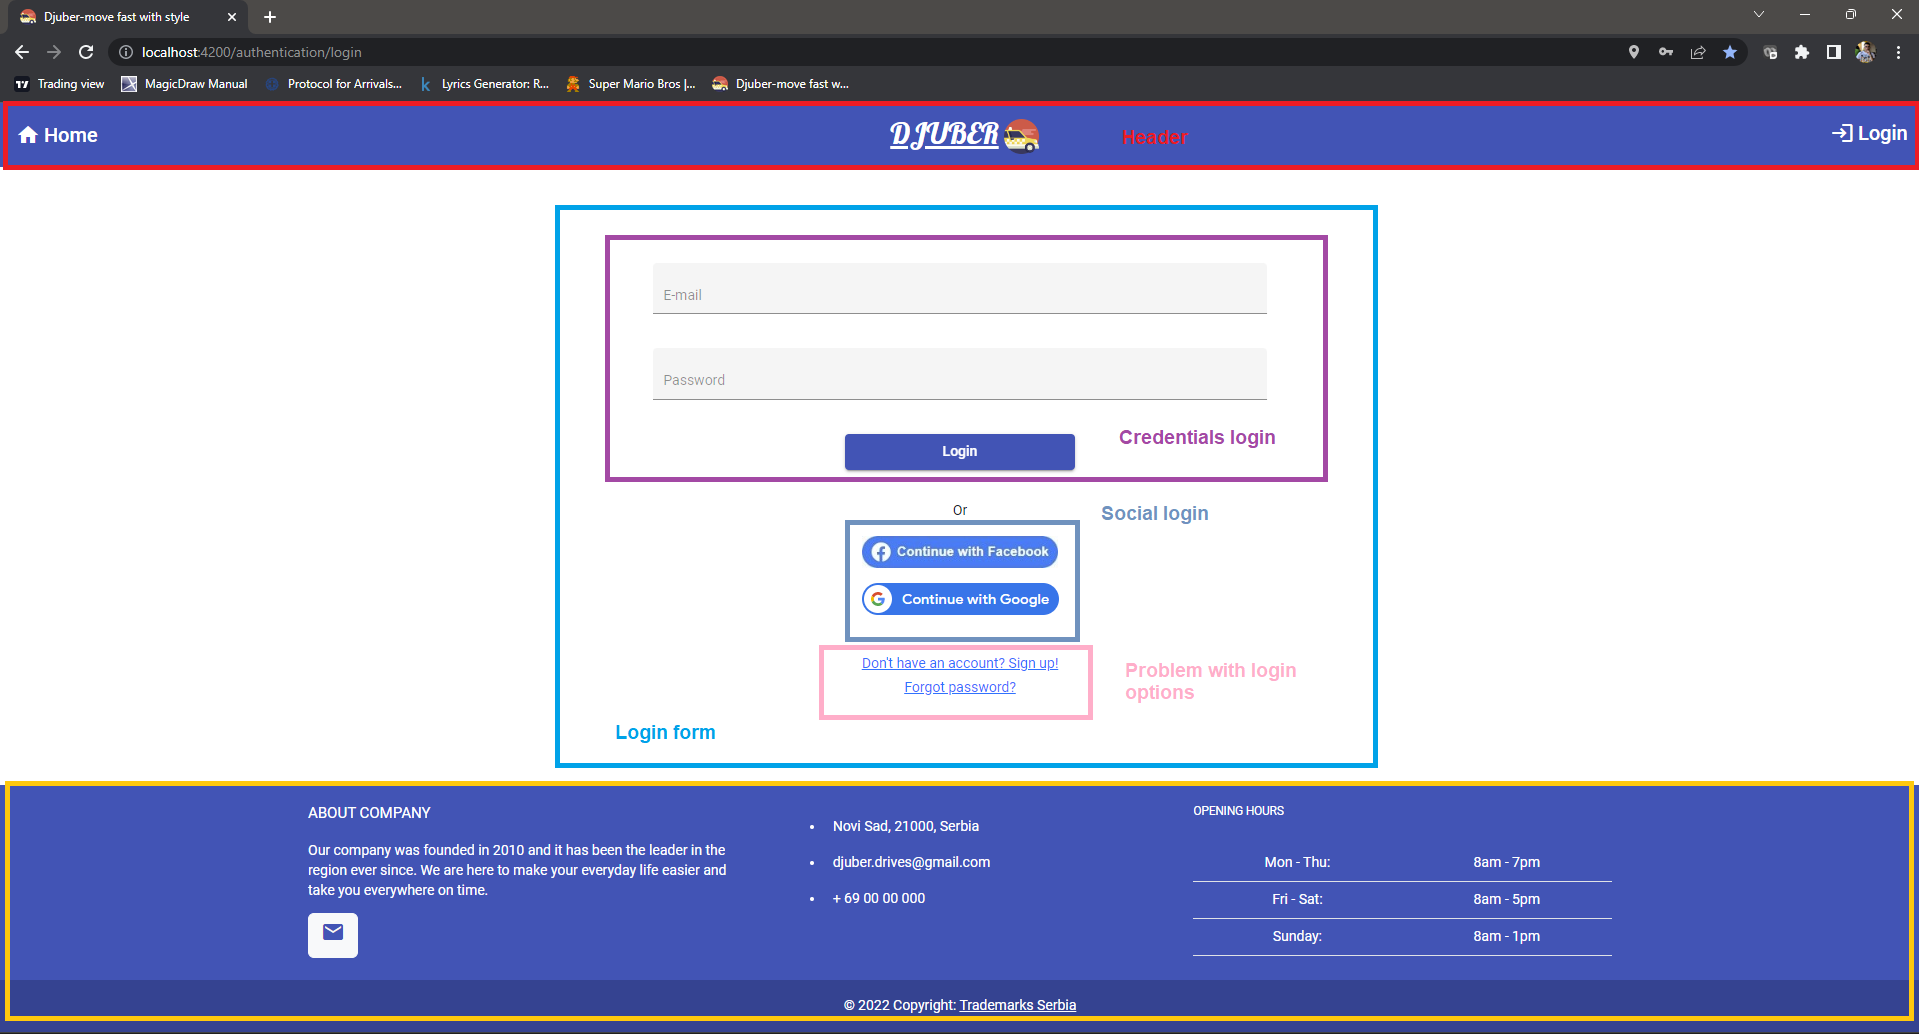 Djuber-move fast with style
localhost:4200/authentication/login
Trading view
MagicDraw Manual
Protocol for Arrivals...
Lyrics Generator: R...
Super Mario Bros |...
Djuber-move fast w...
Home
DJUBER
Header
Login
E-mail
Password
Login
Credentials login
Or
Social login
Continue with Facebook
Continue with Google
Don't have an account? Sign up!
Forgot password?
Problem with login
options
Login form
ABOUT COMPANY
Our company was founded in 2010 and it has been the leader in the
region ever since. We are here to make your everyday life easier and
take you everywhere on time.
• Novi Sad, 21000, Serbia
• djuber.drives@gmail.com
• + 69 00 00 000
OPENING HOURS
Mon - Thu: 8am - 7pm
Fri - Sat: 8am - 5pm
Sunday: 8am - 1pm
© 2022 Copyright: Trademarks Serbia